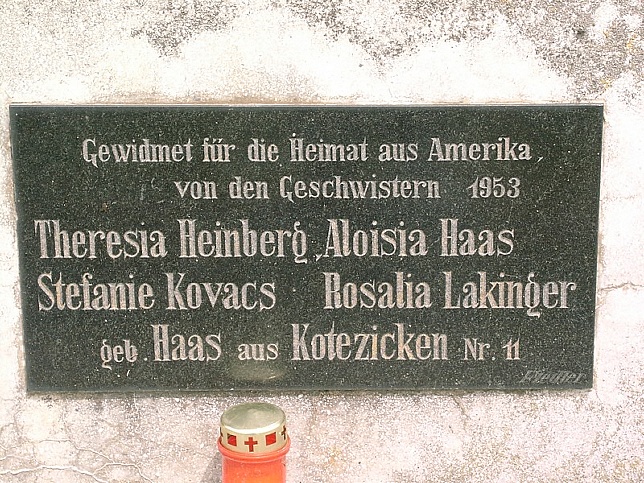 Gewidmet für die Heimat aus Amerika,
von den Geschwistern 1953
Theresia Heinberg, Aloisia Haas
Stefanie Kovacs Rosalia Lakinger
geb. Haas aus Kotezicken Nr. 11